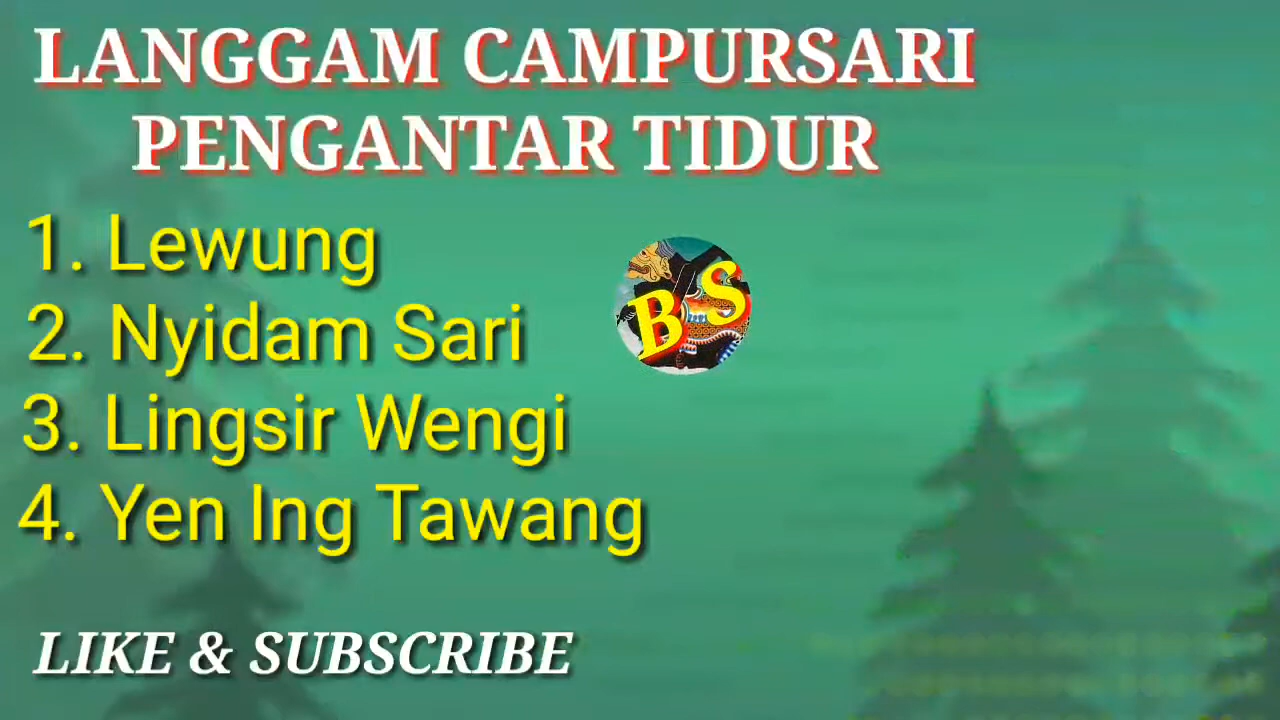 LANGGAM CAMPURSARI
PENGANTAR TIDUR
1. Lewung
2. Nyidam Sari
BS
3. Lingsir Wengi
4. Yen Ing Tawang
LIKE & SUBSCRIBE